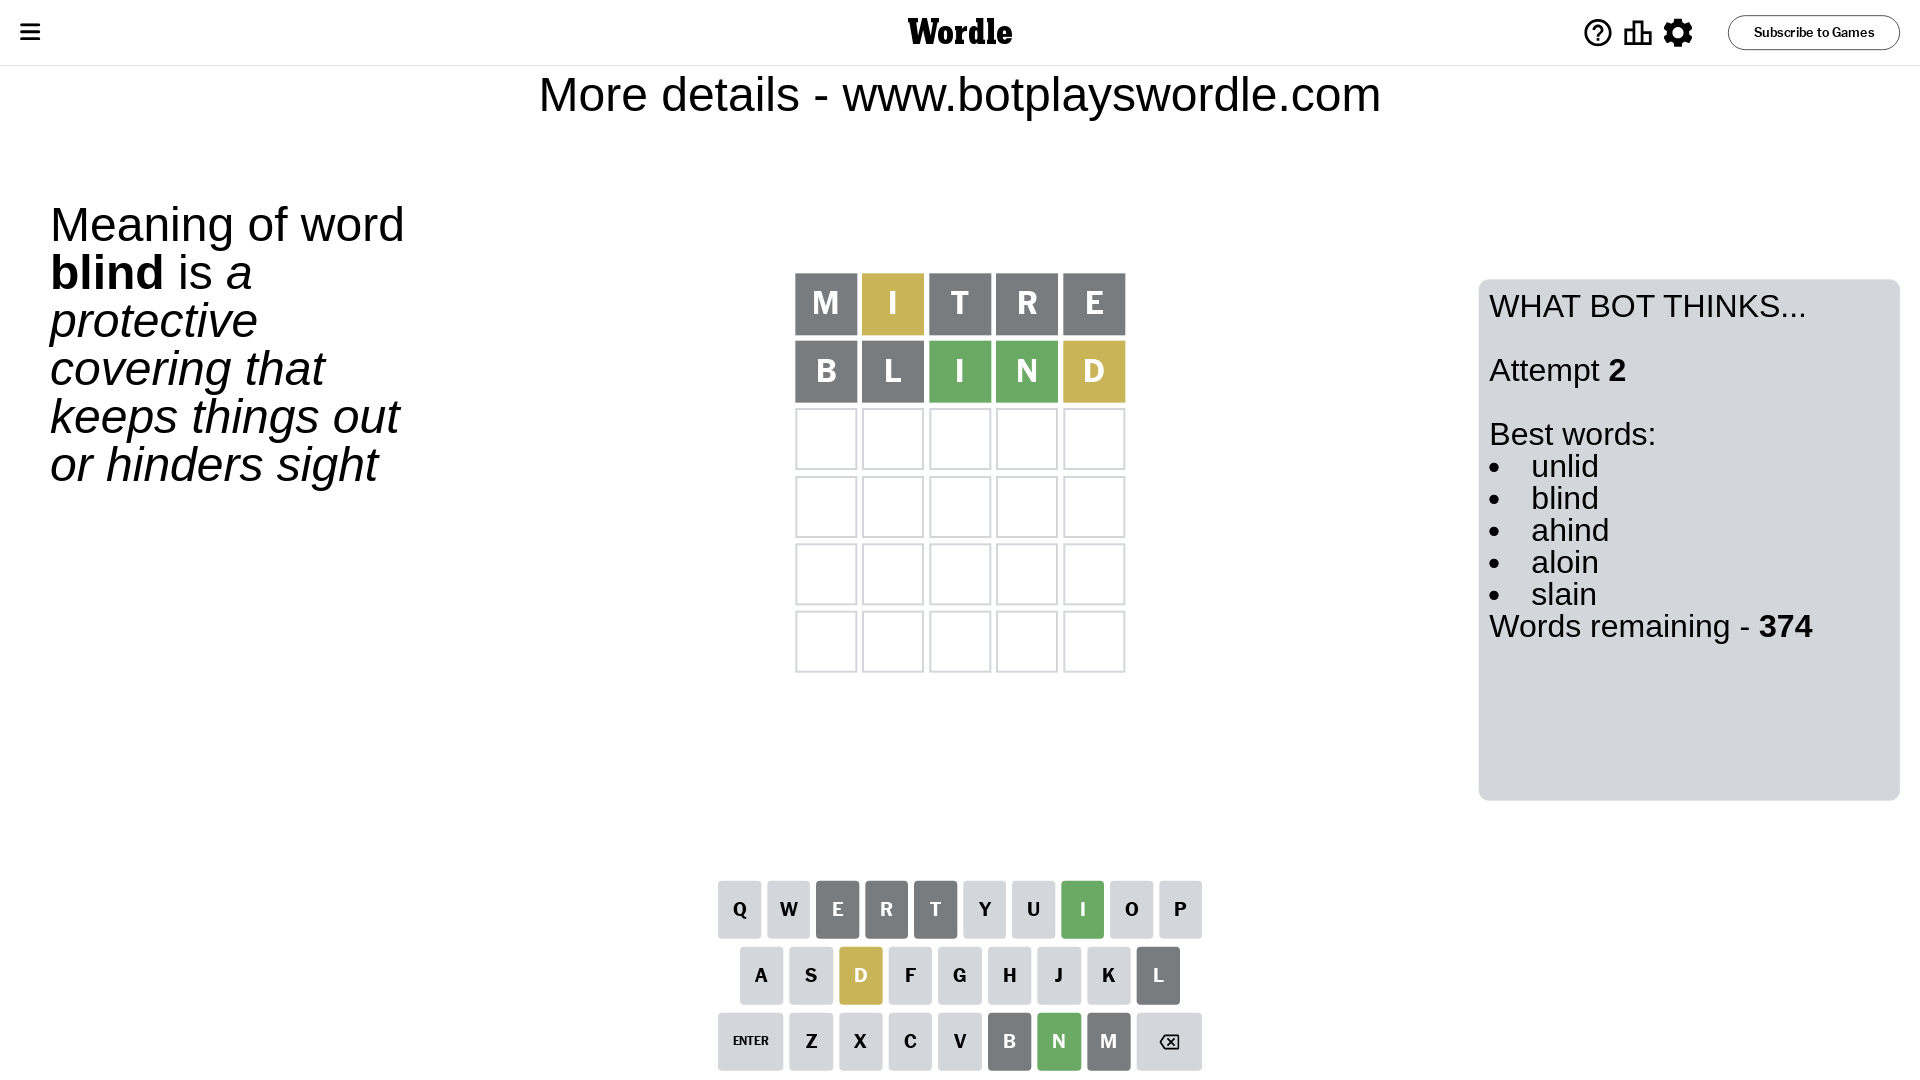 Wordle
Subscribe to Games
More details - www.botplayswordle.com
Meaning of word
blind is a
protective
covering that
keeps things out
or hinders sight
M I T R E
B L I N D
WHAT BOT THINKS...
Attempt 2
Best words:
• unlid
• blind
• ahind
• aloin
• slain
Words remaining - 374
Q W E R T Y U I O P
A S D F G H J K L
ENTER Z X C V B N M